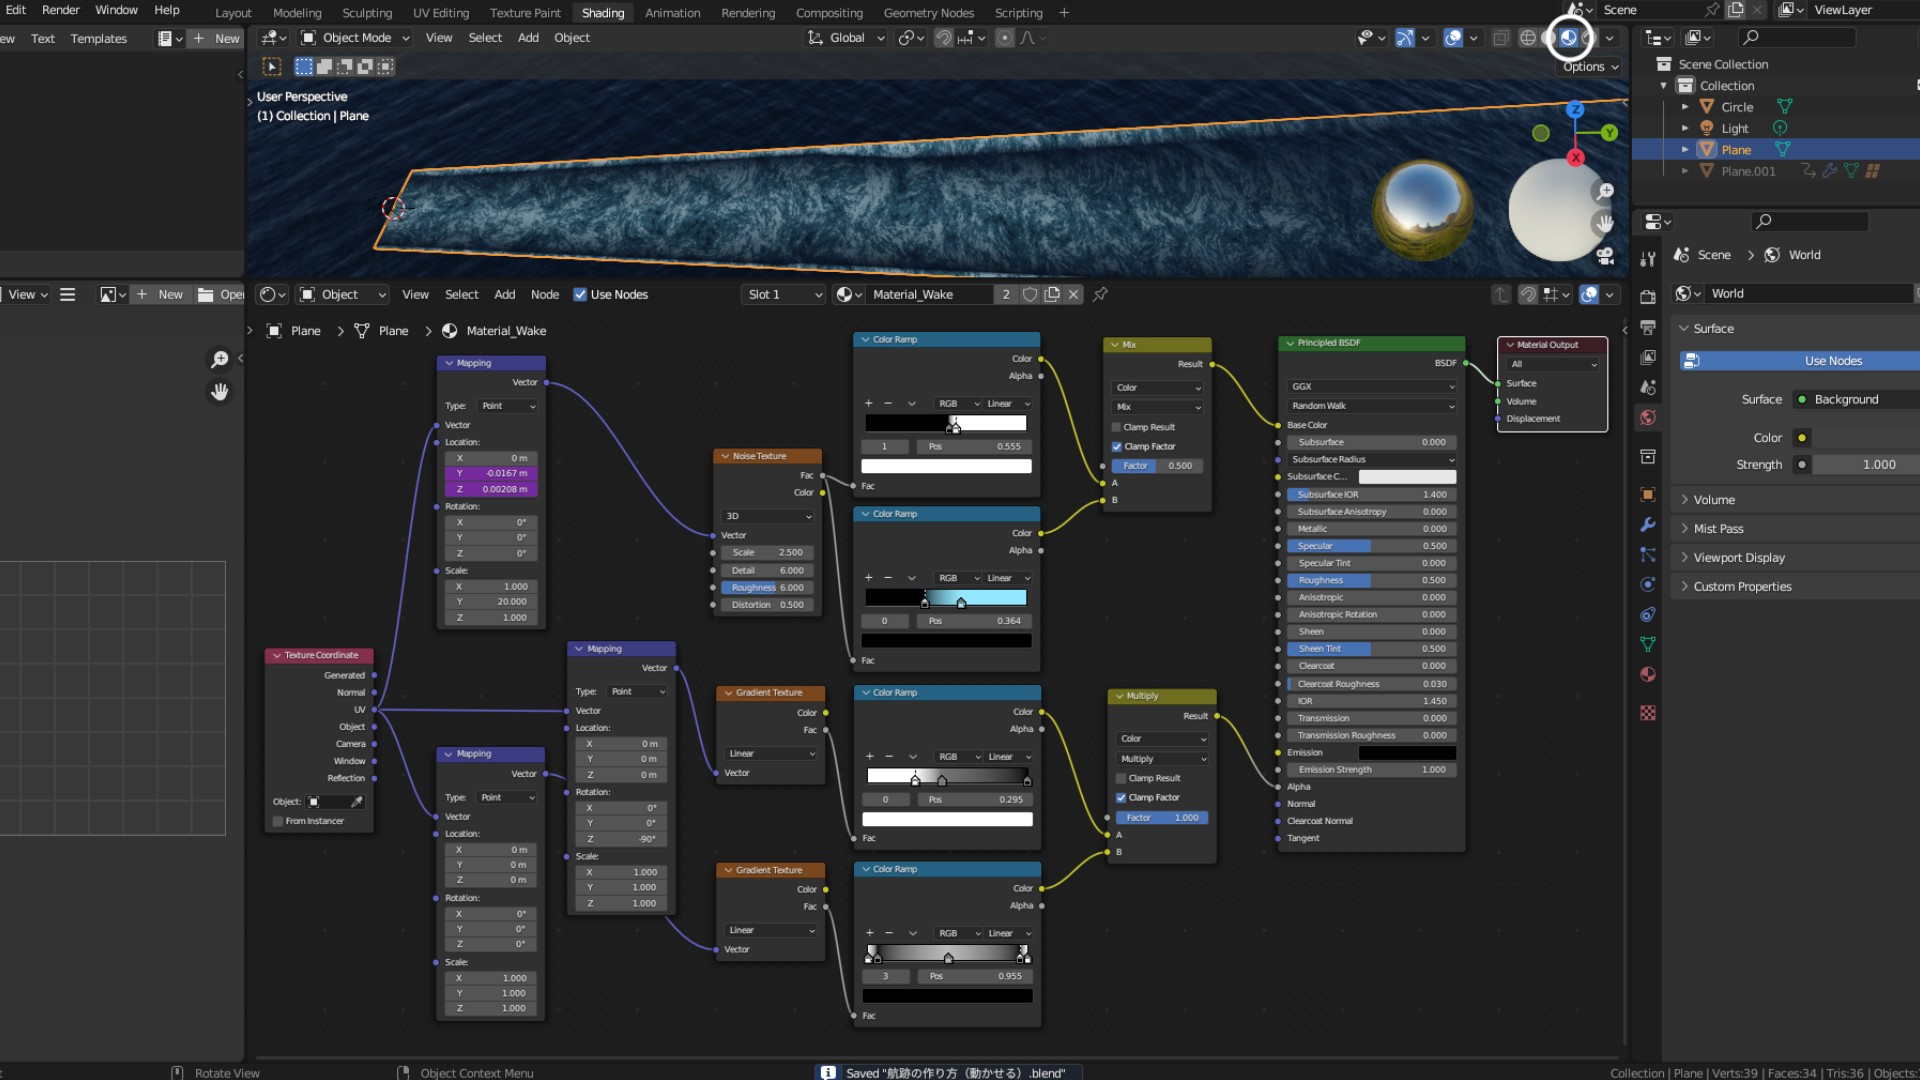 Edit Render Window Help
Layout Modeling Sculpting UV Editing Texture Paint Shading Animation Rendering Compositing Geometry Nodes Scripting +
Scene
ViewLayer
Text Templates
New
Object Mode View Select Add Object
Global
Options
User Perspective
(1) Collection | Plane
Z
Y
X
Scene Collection
Collection
Circle
Light
Plane
Plane.001
View
New
Object View Select Add Node Use Nodes
Slot 1
Material_Wake
2
Plane > Plane > Material_Wake
Mapping
Vector
Type: Point
Vector
Location:
X 0 m
Y -0.0167 m
Z 0.00208 m
Rotation:
X 0°
Y 0°
Z 0°
Scale:
X 1.000
Y 20.000
Z 1.000
Texture Coordinate
Generated
Normal
UV
Object
Camera
Window
Reflection
Object:
From Instancer
Mapping
Vector
Type: Point
Vector
Location:
X 0 m
Y 0 m
Z 0 m
Rotation:
X 0°
Y 0°
Z 0°
Scale:
X 1.000
Y 1.000
Z 1.000
Mapping
Vector
Type: Point
Vector
Location:
X 0 m
Y 0 m
Z 0 m
Rotation:
X 0°
Y 0°
Z -90°
Scale:
X 1.000
Y 1.000
Z 1.000
Noise Texture
Fac
Color
3D
Vector
Scale 2.500
Detail 6.000
Roughness 6.000
Distortion 0.500
Gradient Texture
Color
Fac
Linear
Vector
Gradient Texture
Color
Fac
Linear
Vector
Color Ramp
Color
Alpha
+ − RGB Linear
1 Pos 0.555
Fac
Color Ramp
Color
Alpha
+ − RGB Linear
0 Pos 0.364
Fac
Color Ramp
Color
Alpha
+ − RGB Linear
0 Pos 0.295
Fac
Color Ramp
Color
Alpha
+ − RGB Linear
3 Pos 0.955
Fac
Mix
Result
Color
Mix
Clamp Result
Clamp Factor
Factor 0.500
A
B
Multiply
Result
Color
Multiply
Clamp Result
Clamp Factor
Factor 1.000
A
B
Principled BSDF
BSDF
GGX
Random Walk
Base Color
Subsurface 0.000
Subsurface Radius
Subsurface C...
Subsurface IOR 1.400
Subsurface Anisotropy 0.000
Metallic 0.000
Specular 0.500
Specular Tint 0.000
Roughness 0.500
Anisotropic 0.000
Anisotropic Rotation 0.000
Sheen 0.000
Sheen Tint 0.500
Clearcoat 0.000
Clearcoat Roughness 0.030
IOR 1.450
Transmission 0.000
Transmission Roughness 0.000
Emission
Emission Strength 1.000
Alpha
Normal
Clearcoat Normal
Tangent
Material Output
All
Surface
Volume
Displacement
Scene > World
World
Surface
Use Nodes
Surface Background
Color
Strength 1.000
Volume
Mist Pass
Viewport Display
Custom Properties
Rotate View
Object Context Menu
Saved "航跡の作り方（動かせる）.blend"
Collection | Plane | Verts:39 | Faces:34 | Tris:36 | Objects: